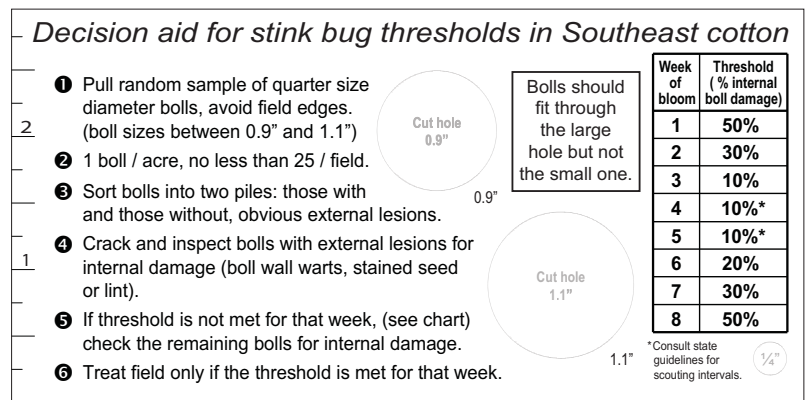 Decision aid for stink bug thresholds in Southeast cotton
❶ Pull random sample of quarter size
diameter bolls, avoid field edges.
(boll sizes between 0.9” and 1.1”)
❷ 1 boll / acre, no less than 25 / field.
❸ Sort bolls into two piles: those with
and those without, obvious external lesions.
❹ Crack and inspect bolls with external lesions for
internal damage (boll wall warts, stained seed
or lint).
❺ If threshold is not met for that week, (see chart)
check the remaining bolls for internal damage.
❻ Treat field only if the threshold is met for that week.
2
1
Cut hole
0.9”
0.9”
Bolls should
fit through
the large
hole but not
the small one.
Cut hole
1.1”
1.1”
Week of bloom Threshold ( % internal boll damage)
1 50%
2 30%
3 10%
4 10%*
5 10%*
6 20%
7 30%
8 50%
*Consult state
guidelines for
scouting intervals.
¼”